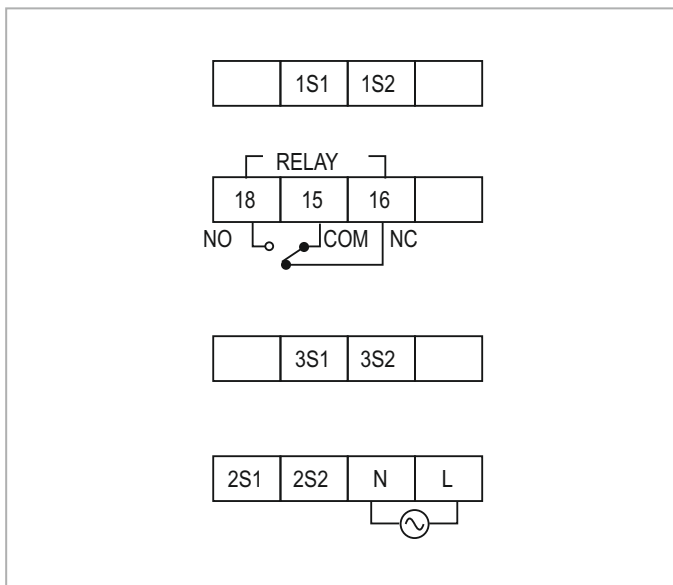 1S1 1S2
RELAY
18 15 16
NO COM NC
3S1 3S2
2S1 2S2 N L